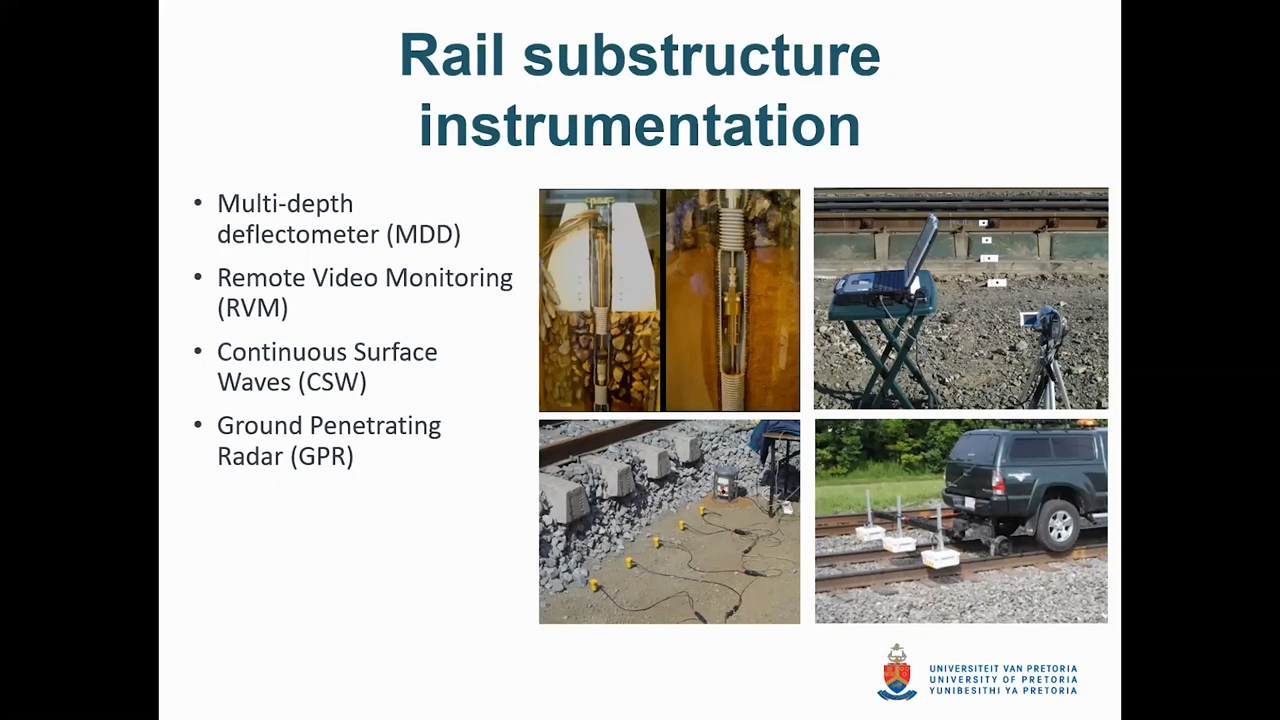 Rail substructure
instrumentation
• Multi-depth
deflectometer (MDD)
• Remote Video Monitoring
(RVM)
• Continuous Surface
Waves (CSW)
• Ground Penetrating
Radar (GPR)
UNIVERSITEIT VAN PRETORIA
UNIVERSITY OF PRETORIA
YUNIBESITHI YA PRETORIA